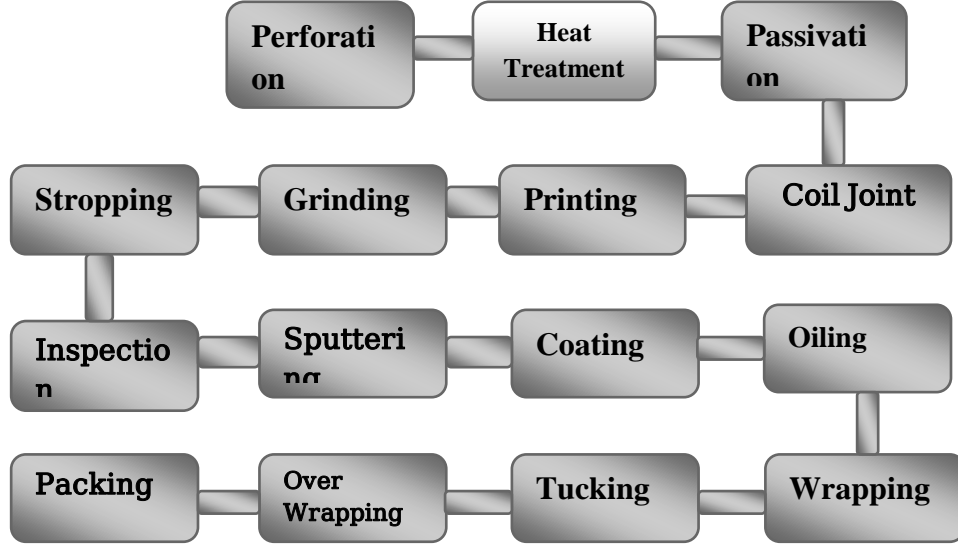 Perforati
on
Heat
Treatment
Passivati
on
Stropping
Grinding
Printing
Coil Joint
Inspectio
n
Sputteri
ng
Coating
Oiling
Packing
Over
Wrapping
Tucking
Wrapping